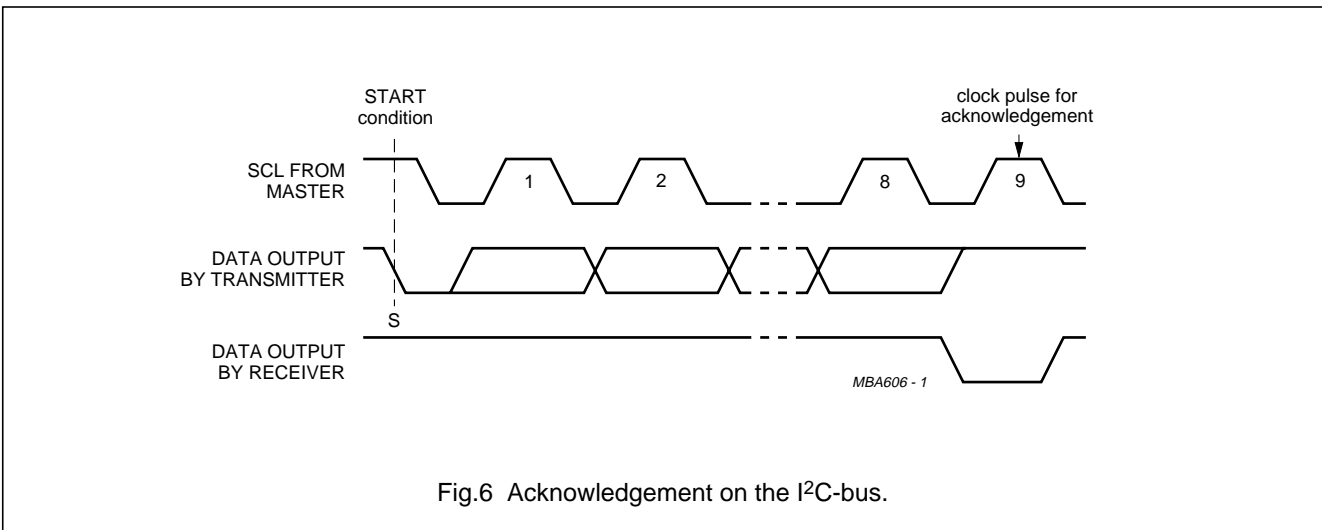 START
condition
clock pulse for
acknowledgement
SCL FROM
MASTER
1
2
8
9
DATA OUTPUT
BY TRANSMITTER
S
DATA OUTPUT
BY RECEIVER
MBA606 - 1
Fig.6 Acknowledgement on the I²C-bus.